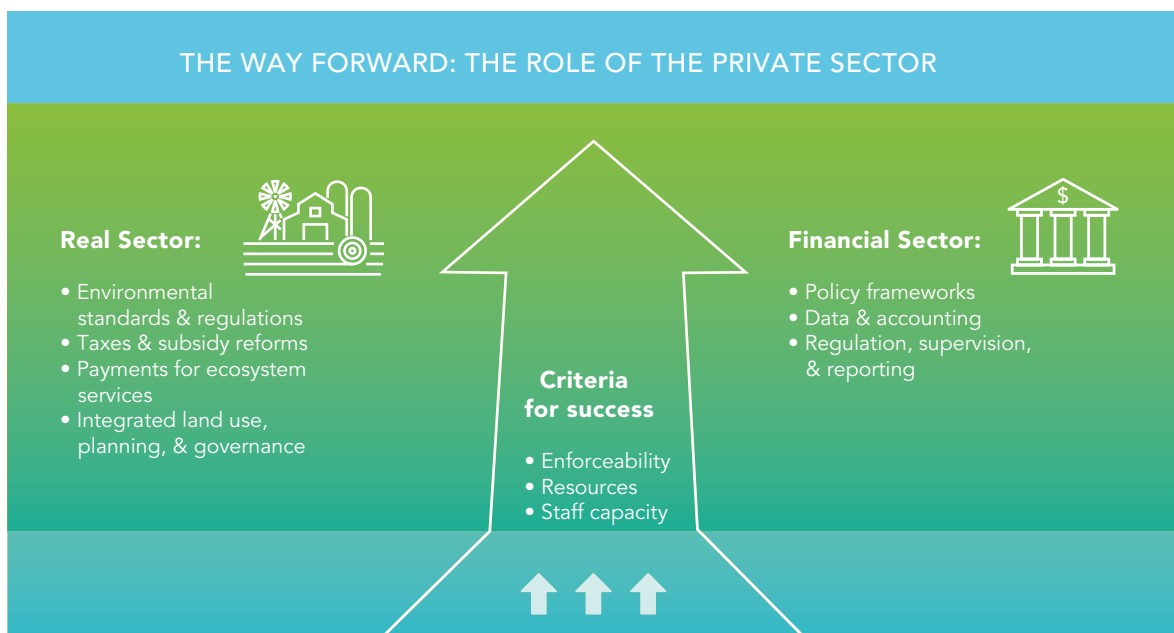 THE WAY FORWARD: THE ROLE OF THE PRIVATE SECTOR
Real Sector:
• Environmental
standards & regulations
• Taxes & subsidy reforms
• Payments for ecosystem
services
• Integrated land use,
planning, & governance
Criteria
for success
• Enforceability
• Resources
• Staff capacity
$
Financial Sector:
• Policy frameworks
• Data & accounting
• Regulation, supervision,
& reporting